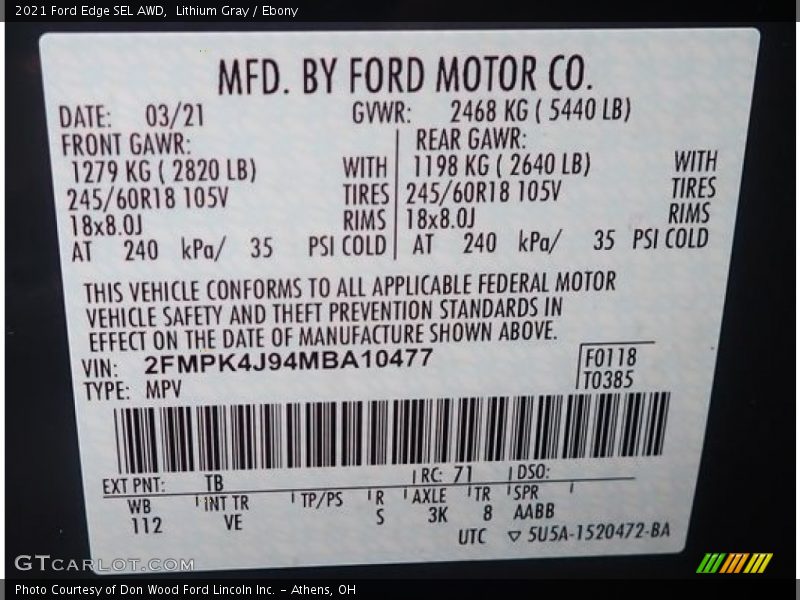 2021 Ford Edge SEL AWD, Lithium Gray / Ebony
MFD. BY FORD MOTOR CO.
DATE: 03/21 GVWR: 2468 KG ( 5440 LB)
FRONT GAWR: REAR GAWR:
1279 KG ( 2820 LB) WITH 1198 KG ( 2640 LB) WITH
245/60R18 105V TIRES 245/60R18 105V TIRES
18x8.0J RIMS 18x8.0J RIMS
AT 240 kPa/ 35 PSI COLD AT 240 kPa/ 35 PSI COLD
THIS VEHICLE CONFORMS TO ALL APPLICABLE FEDERAL MOTOR
VEHICLE SAFETY AND THEFT PREVENTION STANDARDS IN
EFFECT ON THE DATE OF MANUFACTURE SHOWN ABOVE.
VIN: 2FMPK4J94MBA10477 F0118
TYPE: MPV T0385
EXT PNT: TB RC: 71 DSO:
WB INT TR TP/PS R AXLE TR SPR
112 VE S 3K 8 AABB
UTC ▽ 5U5A-1520472-BA
GTCARLOT.COM
Photo Courtesy of Don Wood Ford Lincoln Inc. - Athens, OH